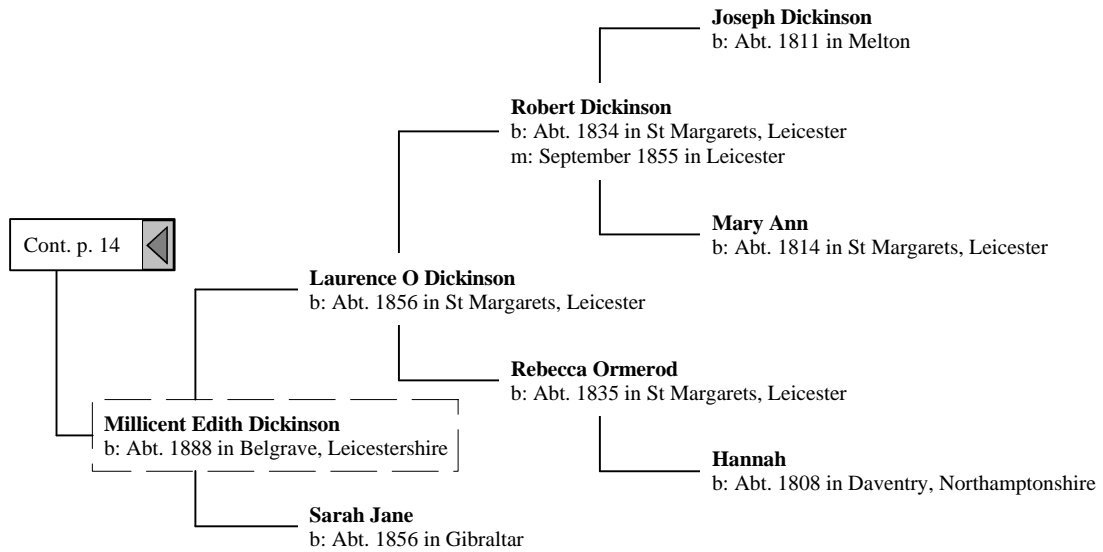 Joseph Dickinson
b: Abt. 1811 in Melton
Robert Dickinson
b: Abt. 1834 in St Margarets, Leicester
m: September 1855 in Leicester
Mary Ann
b: Abt. 1814 in St Margarets, Leicester
Cont. p. 14
Laurence O Dickinson
b: Abt. 1856 in St Margarets, Leicester
Rebecca Ormerod
b: Abt. 1835 in St Margarets, Leicester
Millicent Edith Dickinson
b: Abt. 1888 in Belgrave, Leicestershire
Hannah
b: Abt. 1808 in Daventry, Northamptonshire
Sarah Jane
b: Abt. 1856 in Gibraltar